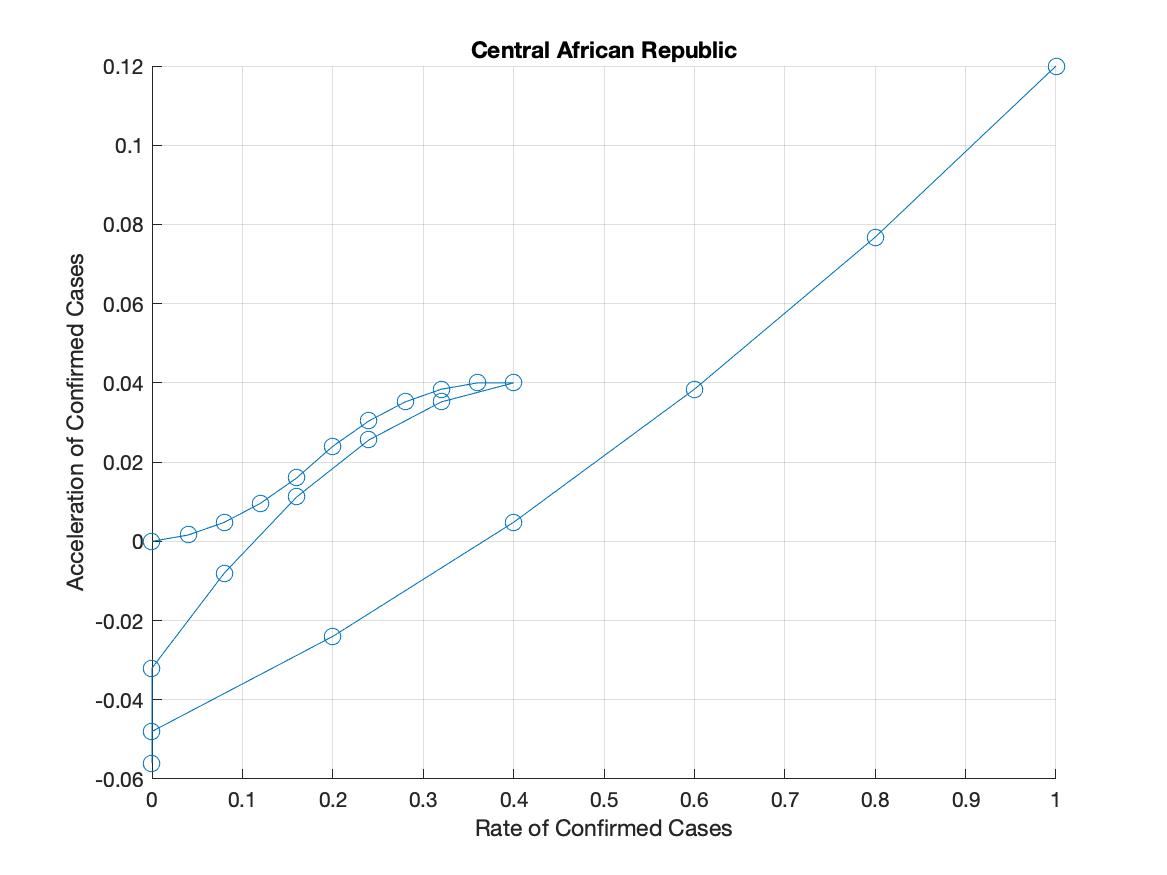 Central African Republic
0.12
0.1
0.08
0.06
0.04
0.02
0
-0.02
-0.04
-0.06
Acceleration of Confirmed Cases
0 0.1 0.2 0.3 0.4 0.5 0.6 0.7 0.8 0.9 1
Rate of Confirmed Cases